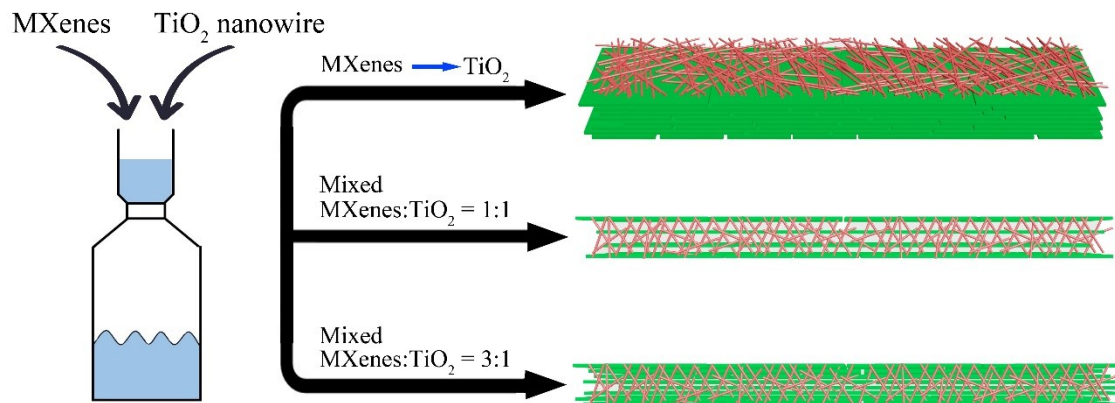 MXenes
TiO₂ nanowire
MXenes TiO₂
Mixed
MXenes:TiO₂ = 1:1
Mixed
MXenes:TiO₂ = 3:1